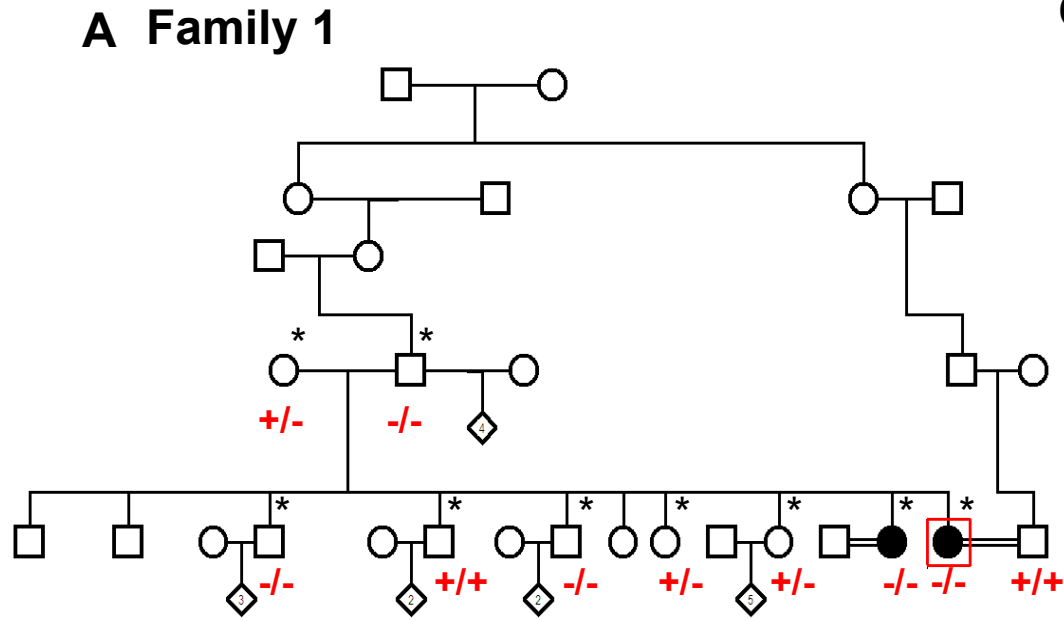 A Family 1
* *
+/- -/-
4
* * * * * * *
-/- +/+ -/- +/- +/- -/- -/- +/+
3 2 2 5